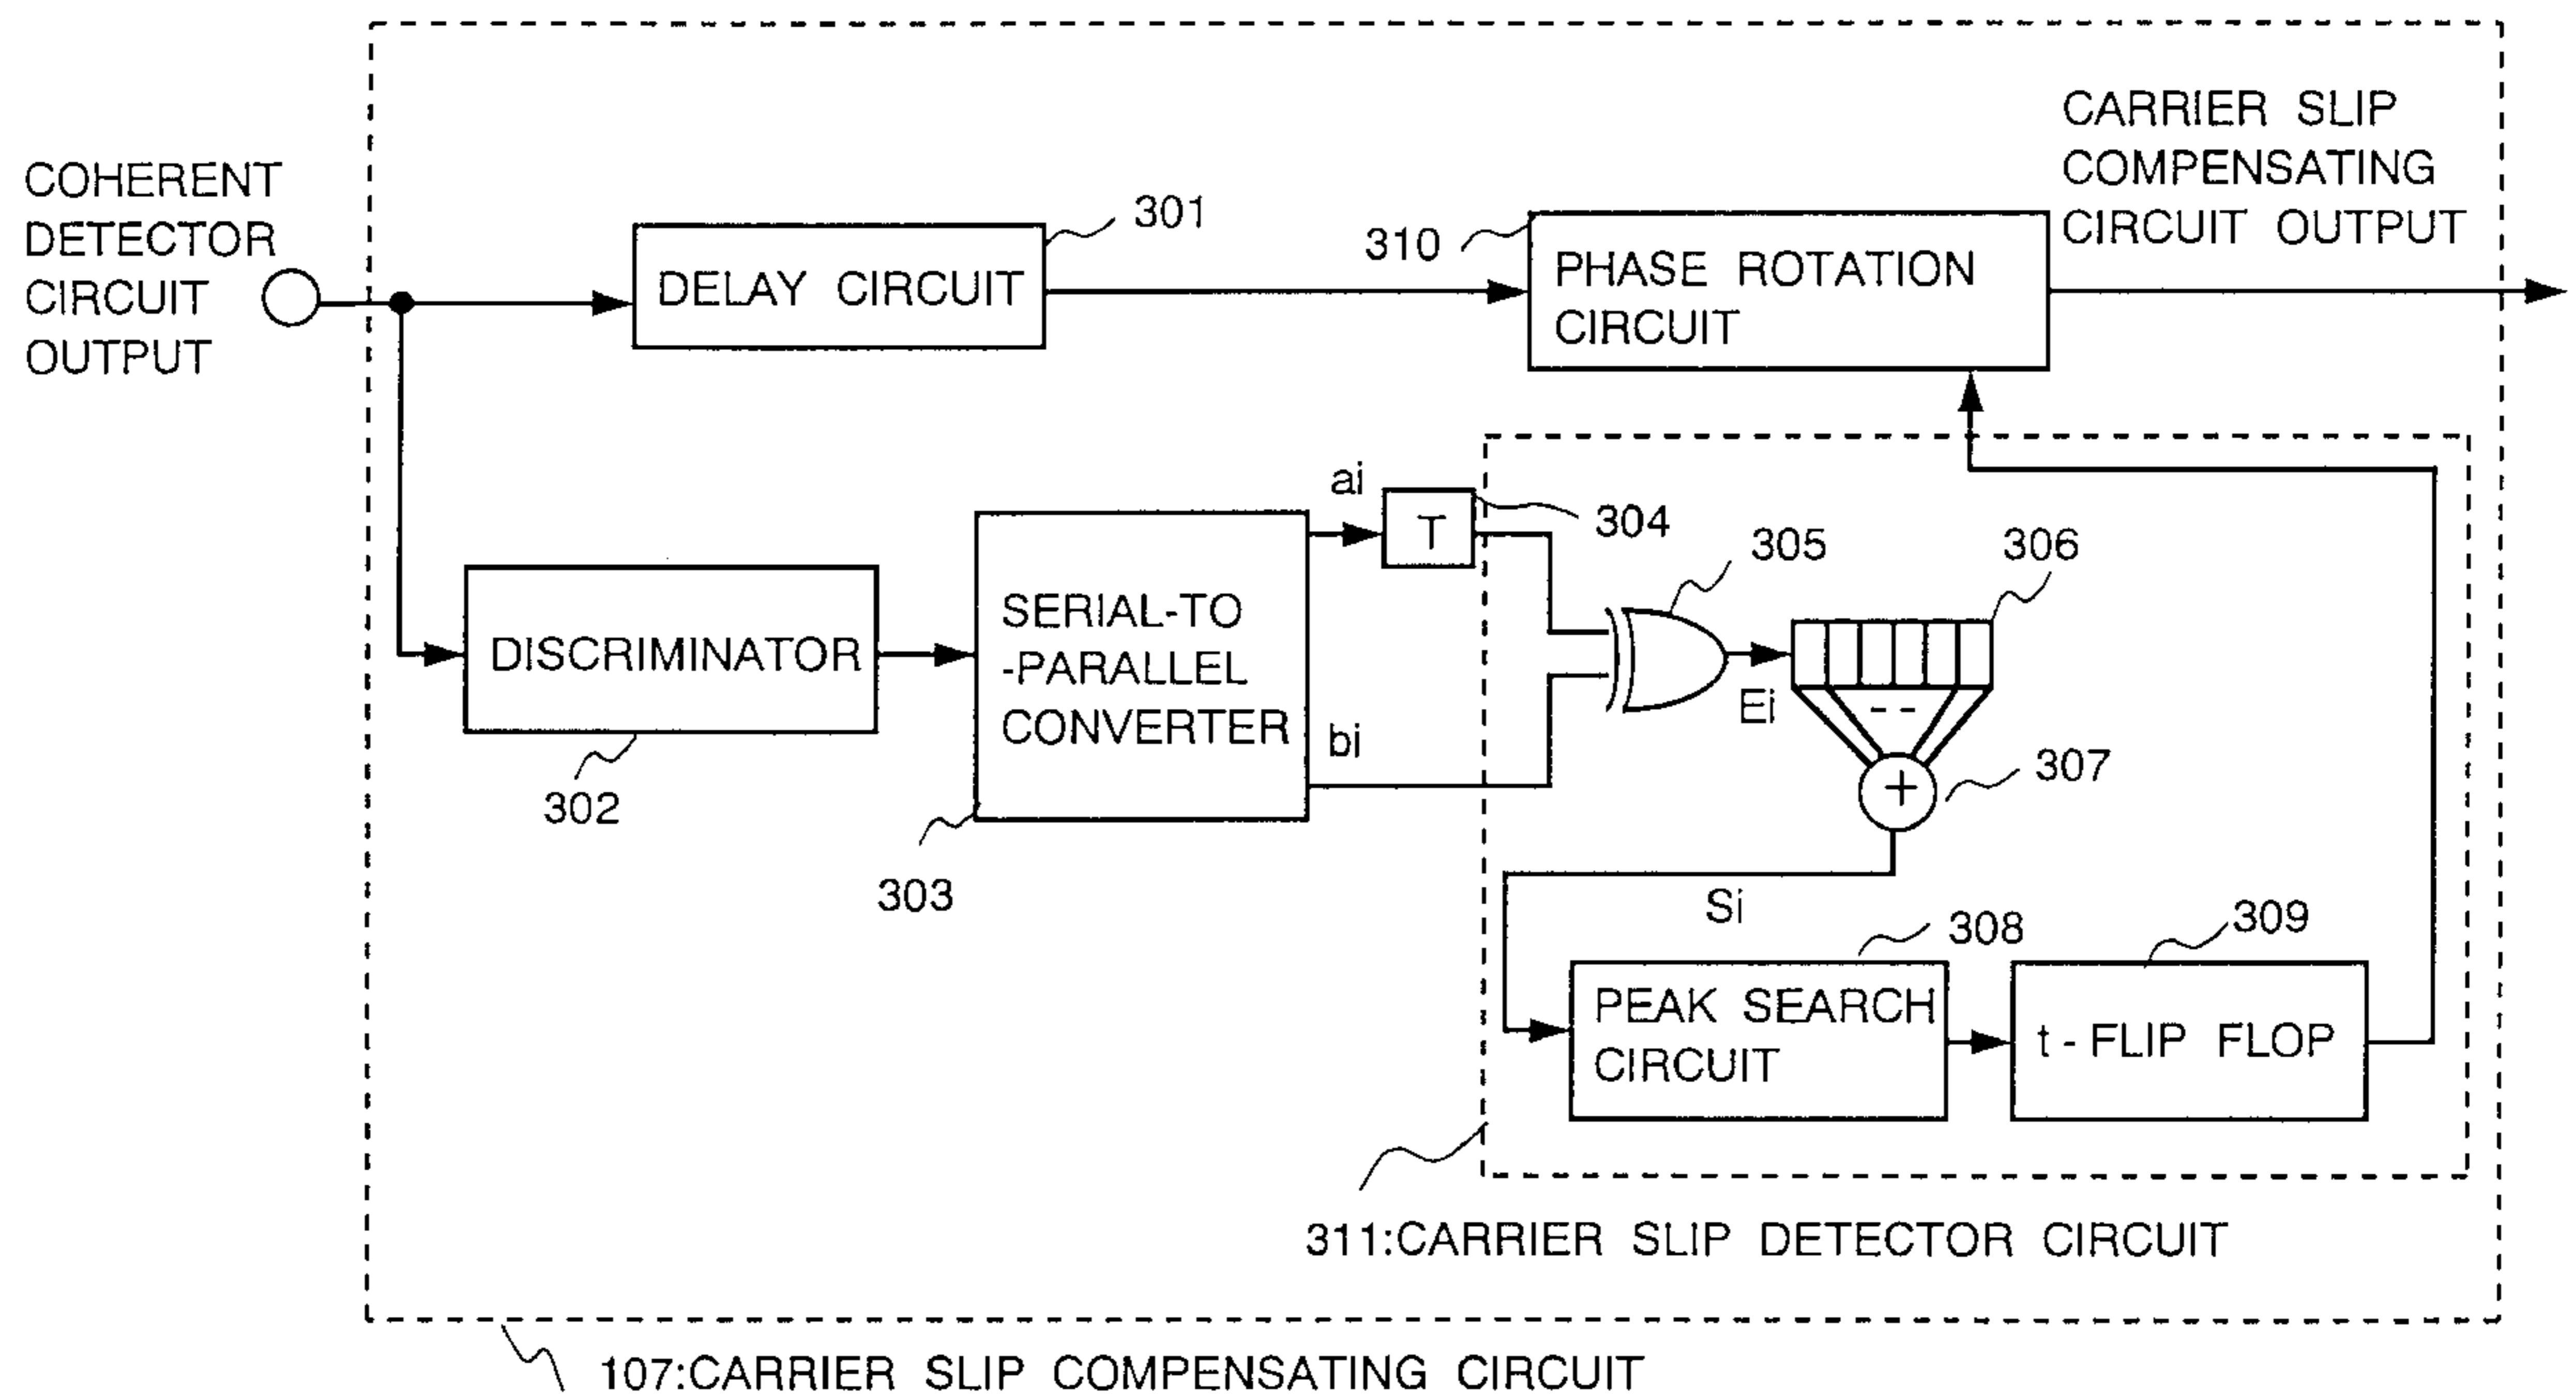 COHERENT
DETECTOR
CIRCUIT
OUTPUT
CARRIER SLIP
COMPENSATING
CIRCUIT OUTPUT
301
DELAY CIRCUIT
310
PHASE ROTATION
CIRCUIT
ai
T
304
305
306
DISCRIMINATOR
302
SERIAL-TO
-PARALLEL
CONVERTER
303
bi
Ei
--
+
307
Si
308
309
PEAK SEARCH
CIRCUIT
t - FLIP FLOP
311:CARRIER SLIP DETECTOR CIRCUIT
107:CARRIER SLIP COMPENSATING CIRCUIT